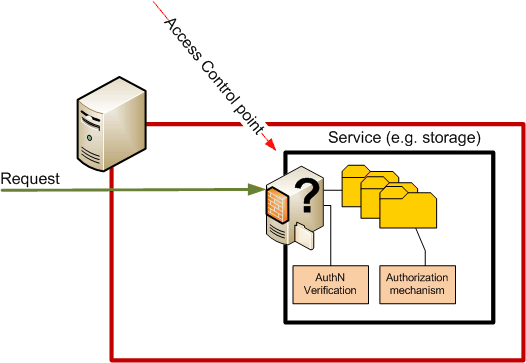 Access Control point
Service (e.g. storage)
Request
?
AuthN
Verification
Authorization
mechanism